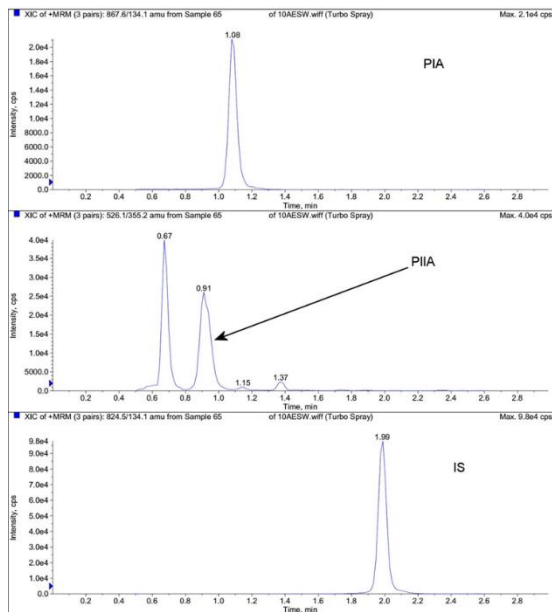 XIC of +MRM (3 pairs): 867.6/134.1 amu from Sample 65 of 10AESW.wiff (Turbo Spray) Max. 2.1e4 cps
1.08
PIA
2.0e4
1.8e4
1.6e4
1.4e4
1.2e4
1.0e4
8000.0
6000.0
4000.0
2000.0
0.0
Intensity, cps
0.2 0.4 0.6 0.8 1.0 1.2 1.4 1.6 1.8 2.0 2.2 2.4 2.6 2.8
Time, min
XIC of +MRM (3 pairs): 526.1/355.2 amu from Sample 65 of 10AESW.wiff (Turbo Spray) Max. 4.0e4 cps
0.67
PIIA
0.91
1.15
1.37
4.0e4
3.5e4
3.0e4
2.5e4
2.0e4
1.5e4
1.0e4
5000.0
0.0
Intensity, cps
0.2 0.4 0.6 0.8 1.0 1.2 1.4 1.6 1.8 2.0 2.2 2.4 2.6 2.8
Time, min
XIC of +MRM (3 pairs): 824.5/134.1 amu from Sample 65 of 10AESW.wiff (Turbo Spray) Max. 9.8e4 cps
1.99
IS
9.8e4
9.0e4
8.0e4
7.0e4
6.0e4
5.0e4
4.0e4
3.0e4
2.0e4
1.0e4
0.0
Intensity, cps
0.2 0.4 0.6 0.8 1.0 1.2 1.4 1.6 1.8 2.0 2.2 2.4 2.6 2.8
Time, min